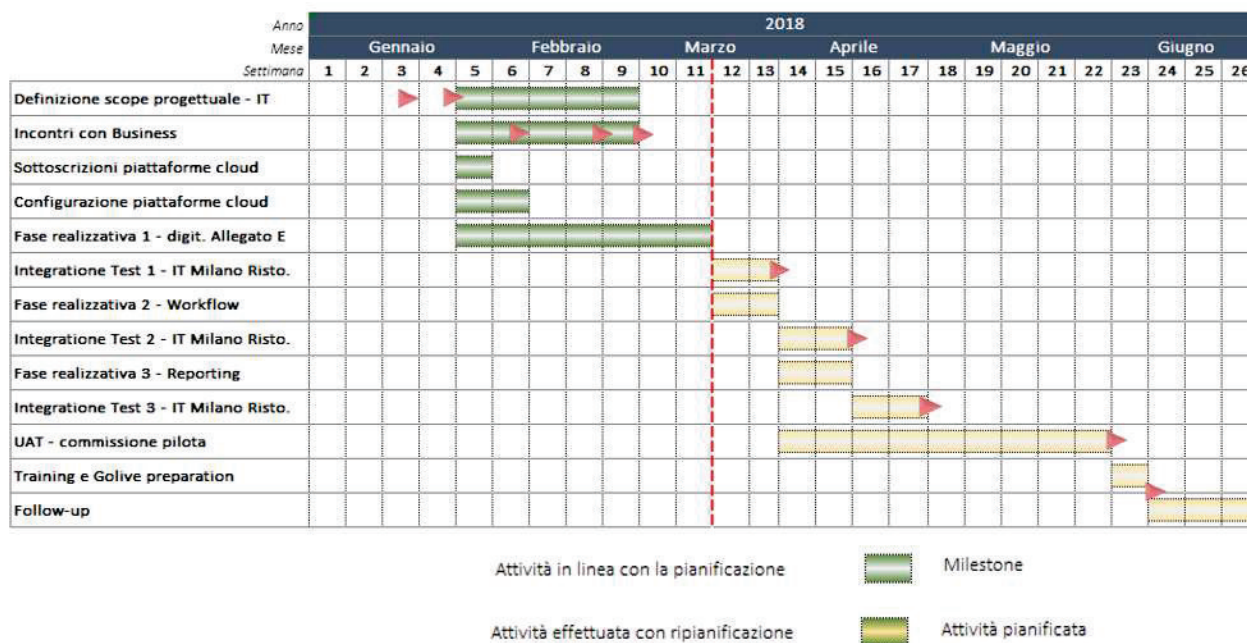 Anno 2018
Mese Gennaio Febbraio Marzo Aprile Maggio Giugno
Settimana 1 2 3 4 5 6 7 8 9 10 11 12 13 14 15 16 17 18 19 20 21 22 23 24 25 26
Definizione scope progettuale - IT
Incontri con Business
Sottoscrizioni piattaforme cloud
Configurazione piattaforme cloud
Fase realizzativa 1 - digit. Allegato E
Integratione Test 1 - IT Milano Risto.
Fase realizzativa 2 - Workflow
Integratione Test 2 - IT Milano Risto.
Fase realizzativa 3 - Reporting
Integratione Test 3 - IT Milano Risto.
UAT - commissione pilota
Training e Golive preparation
Follow-up
Attività in linea con la pianificazione Milestone
Attività effettuata con ripianificazione Attività pianificata